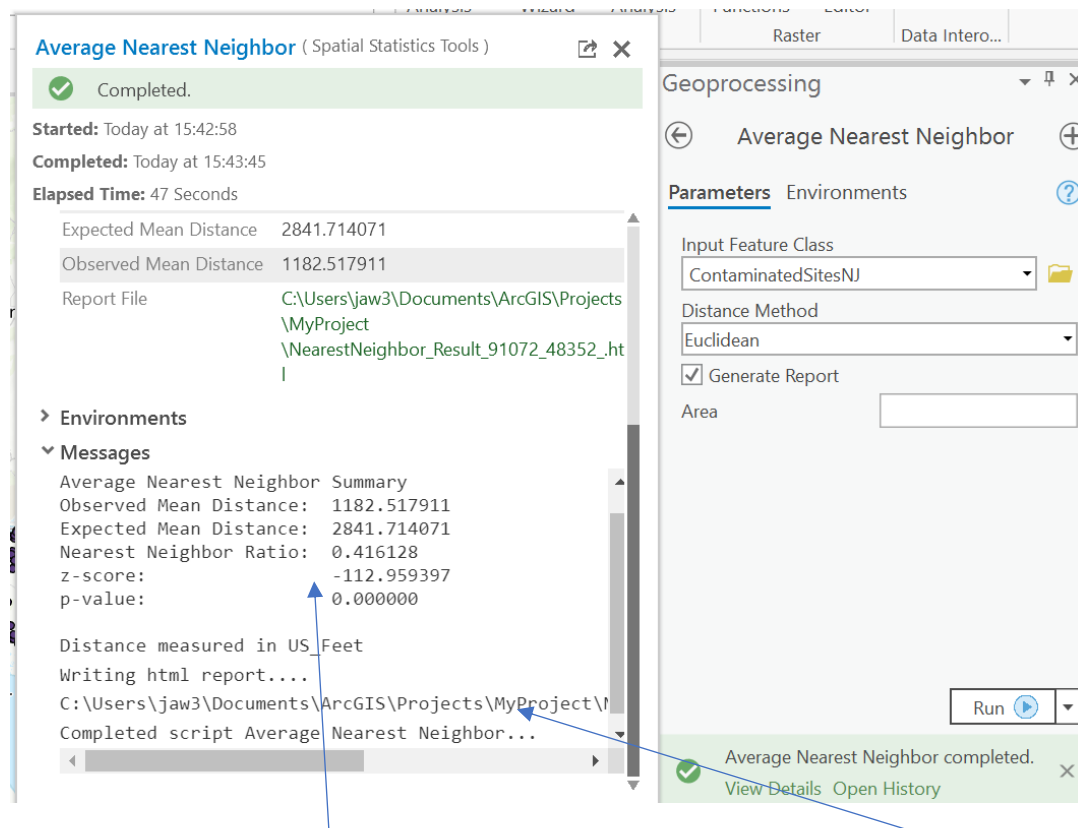 Analysis Wizard Analysis Functions Editor
Raster
Data Intero...
Average Nearest Neighbor ( Spatial Statistics Tools )
Completed.
Started: Today at 15:42:58
Completed: Today at 15:43:45
Elapsed Time: 47 Seconds
Expected Mean Distance 2841.714071
Observed Mean Distance 1182.517911
Report File C:\Users\jaw3\Documents\ArcGIS\Projects
\MyProject
\NearestNeighbor_Result_91072_48352_.ht
l
Environments
Messages
Average Nearest Neighbor Summary
Observed Mean Distance: 1182.517911
Expected Mean Distance: 2841.714071
Nearest Neighbor Ratio: 0.416128
z-score: -112.959397
p-value: 0.000000
Distance measured in US_Feet
Writing html report....
C:\Users\jaw3\Documents\ArcGIS\Projects\MyProject\N
Completed script Average Nearest Neighbor...
Geoprocessing
Average Nearest Neighbor
Parameters Environments
Input Feature Class
ContaminatedSitesNJ
Distance Method
Euclidean
Generate Report
Area
Run
Average Nearest Neighbor completed.
View Details Open History